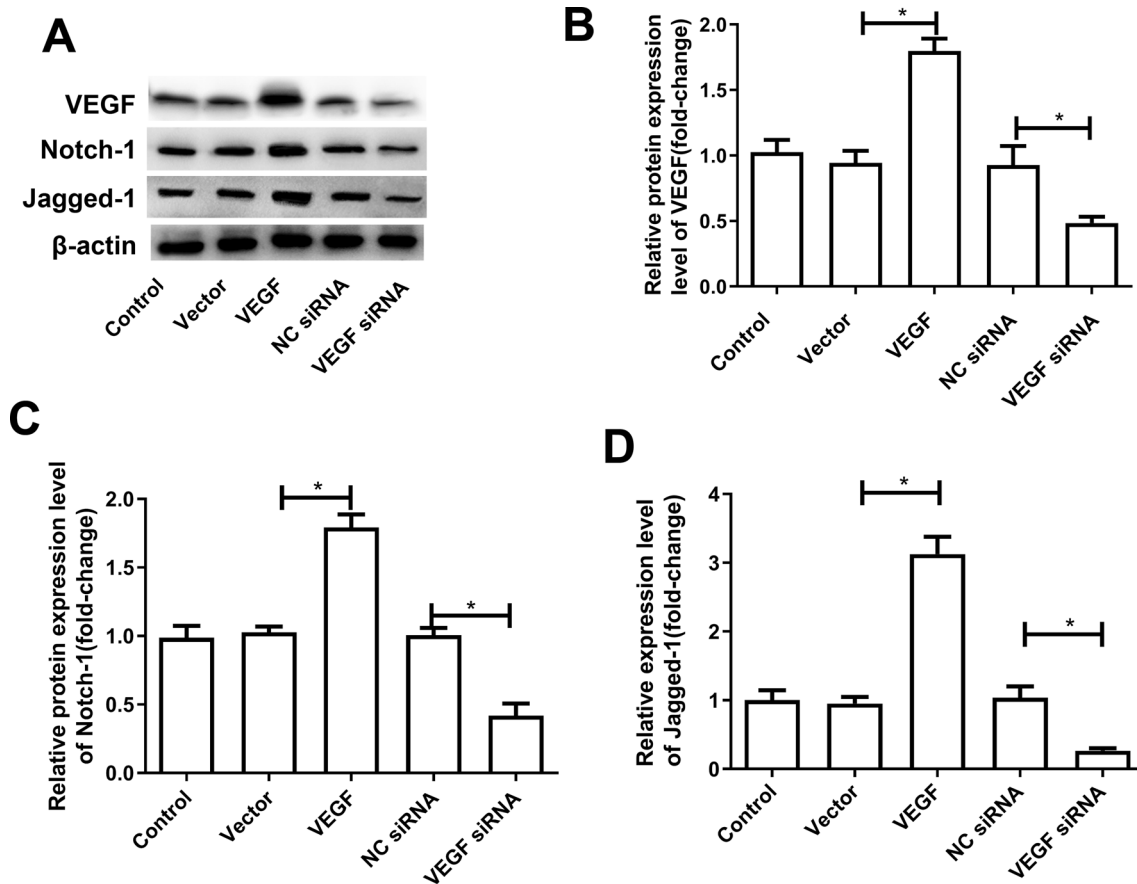 A
VEGF
Notch-1
Jagged-1
β-actin
Control
Vector
VEGF
NC siRNA
VEGF siRNA
B
Relative protein expression
level of VEGF(fold-change)
2.0
1.5
1.0
0.5
0.0
*
*
Control
Vector
VEGF
NC siRNA
VEGF siRNA
C
Relative protein expression level
of Notch-1(fold-change)
2.0
1.5
1.0
0.5
0.0
*
*
Control
Vector
VEGF
NC siRNA
VEGF siRNA
D
Relative expression level
of Jagged-1(fold-change)
4
3
2
1
0
*
*
Control
Vector
VEGF
NC siRNA
VEGF siRNA